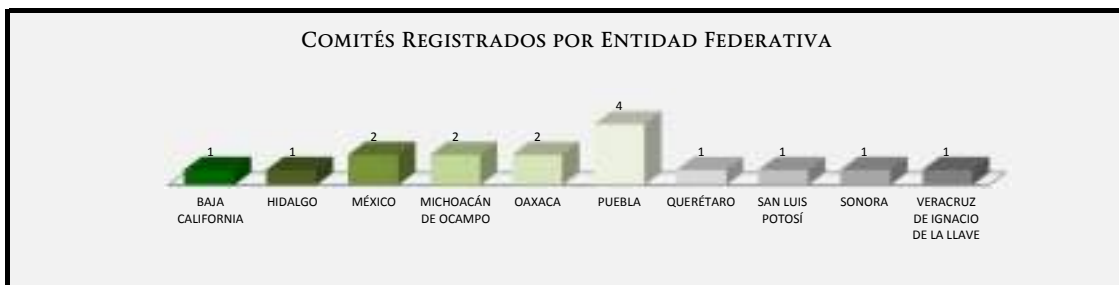 COMITÉS REGISTRADOS POR ENTIDAD FEDERATIVA
1 1 2 2 2 4 1 1 1 1
BAJA CALIFORNIA
HIDALGO
MÉXICO
MICHOACÁN DE OCAMPO
OAXACA
PUEBLA
QUERÉTARO
SAN LUIS POTOSÍ
SONORA
VERACRUZ DE IGNACIO DE LA LLAVE